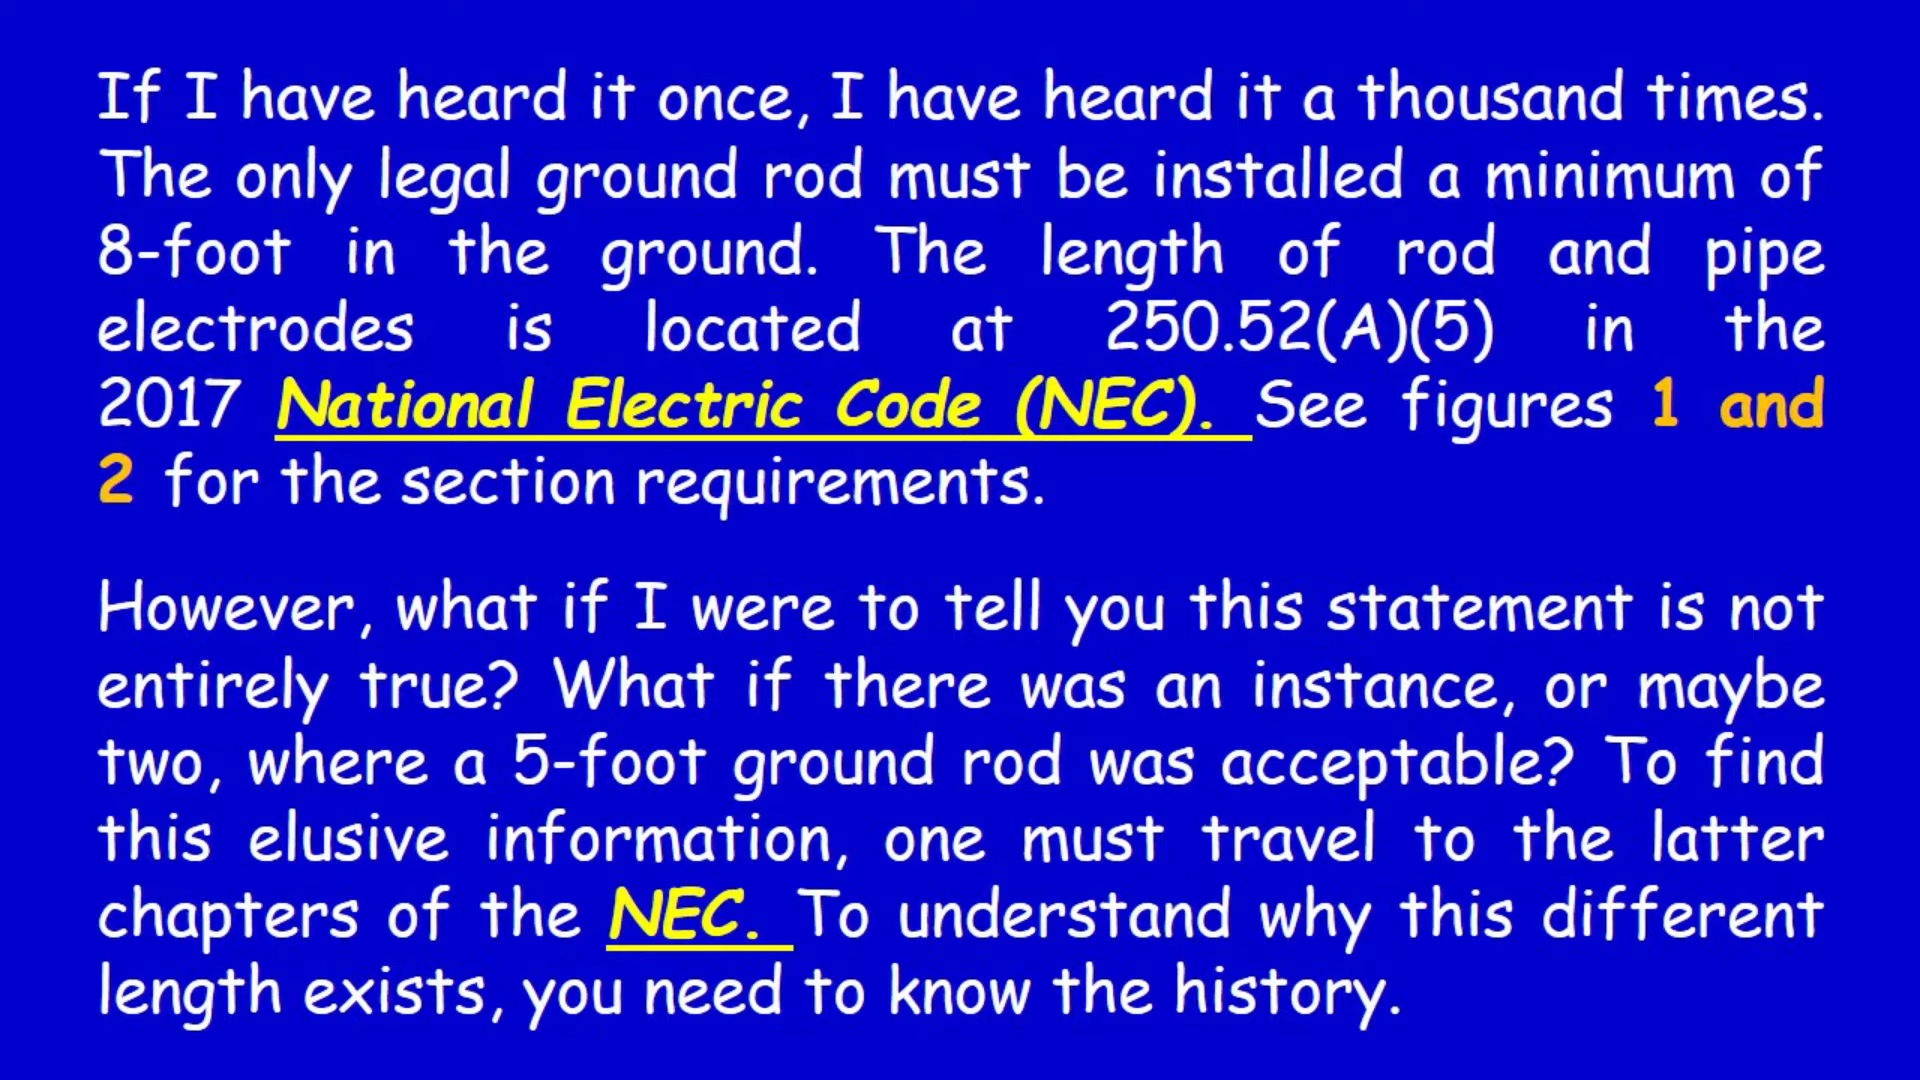 If I have heard it once, I have heard it a thousand times.
The only legal ground rod must be installed a minimum of
8-foot in the ground. The length of rod and pipe
electrodes is located at 250.52(A)(5) in the
2017 National Electric Code (NEC). See figures 1 and
2 for the section requirements.
However, what if I were to tell you this statement is not
entirely true? What if there was an instance, or maybe
two, where a 5-foot ground rod was acceptable? To find
this elusive information, one must travel to the latter
chapters of the NEC. To understand why this different
length exists, you need to know the history.